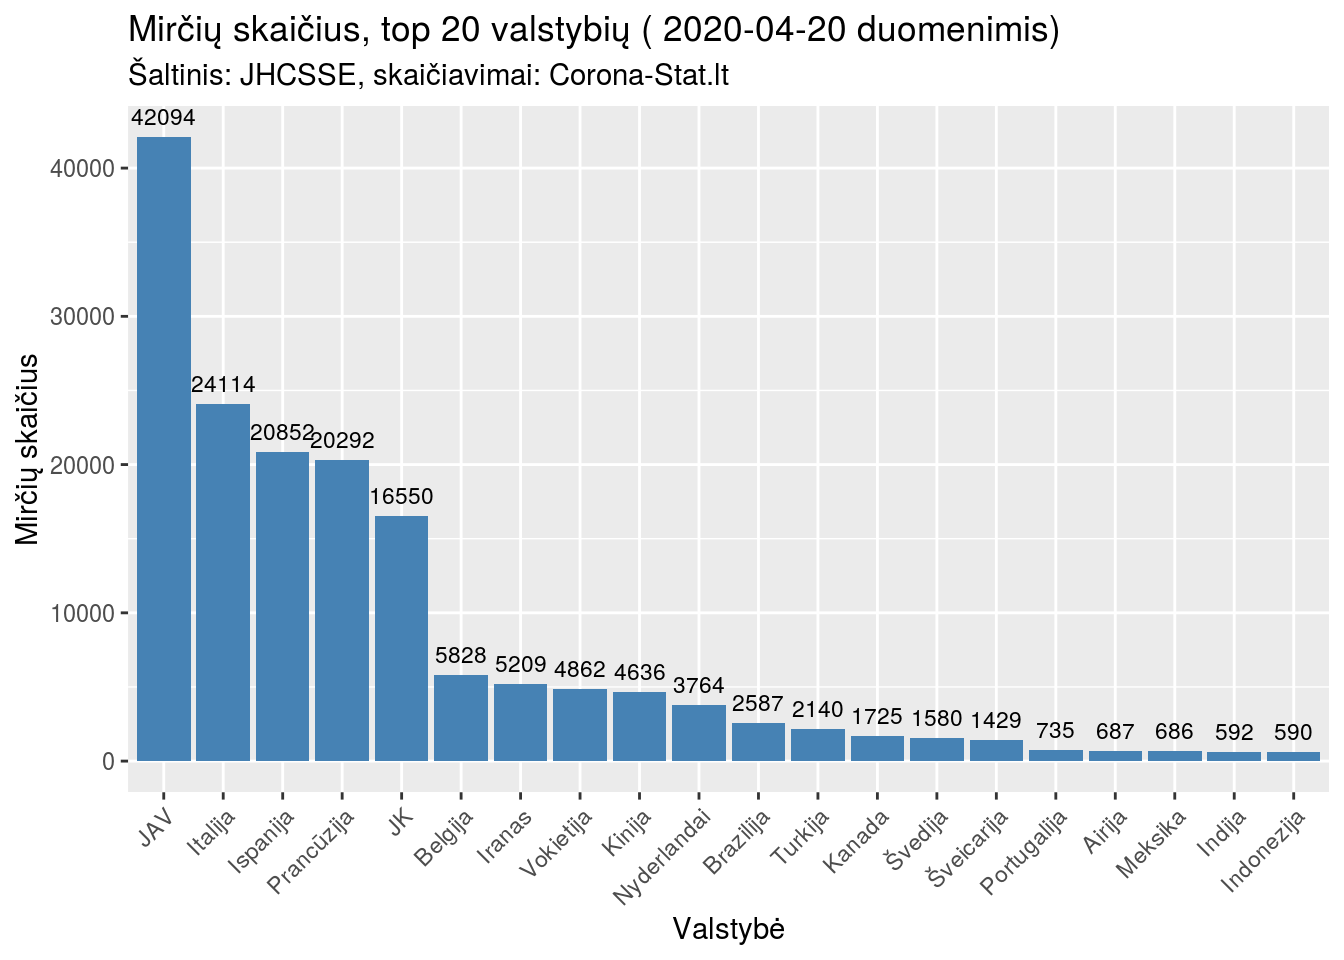 Mirčių skaičius, top 20 valstybių ( 2020-04-20 duomenimis)
Šaltinis: JHCSSE, skaičiavimai: Corona-Stat.lt
Mirčių skaičius
40000
30000
20000
10000
0
42094
24114
20852
20292
16550
5828
5209
4862
4636
3764
2587
2140
1725
1580
1429
735
687
686
592
590
JAV
Italija
Ispanija
Prancūzija
JK
Belgija
Iranas
Vokietija
Kinija
Nyderlandai
Brazilija
Turkija
Kanada
Švedija
Šveicarija
Portugalija
Airija
Meksika
Indija
Indonezija
Valstybė